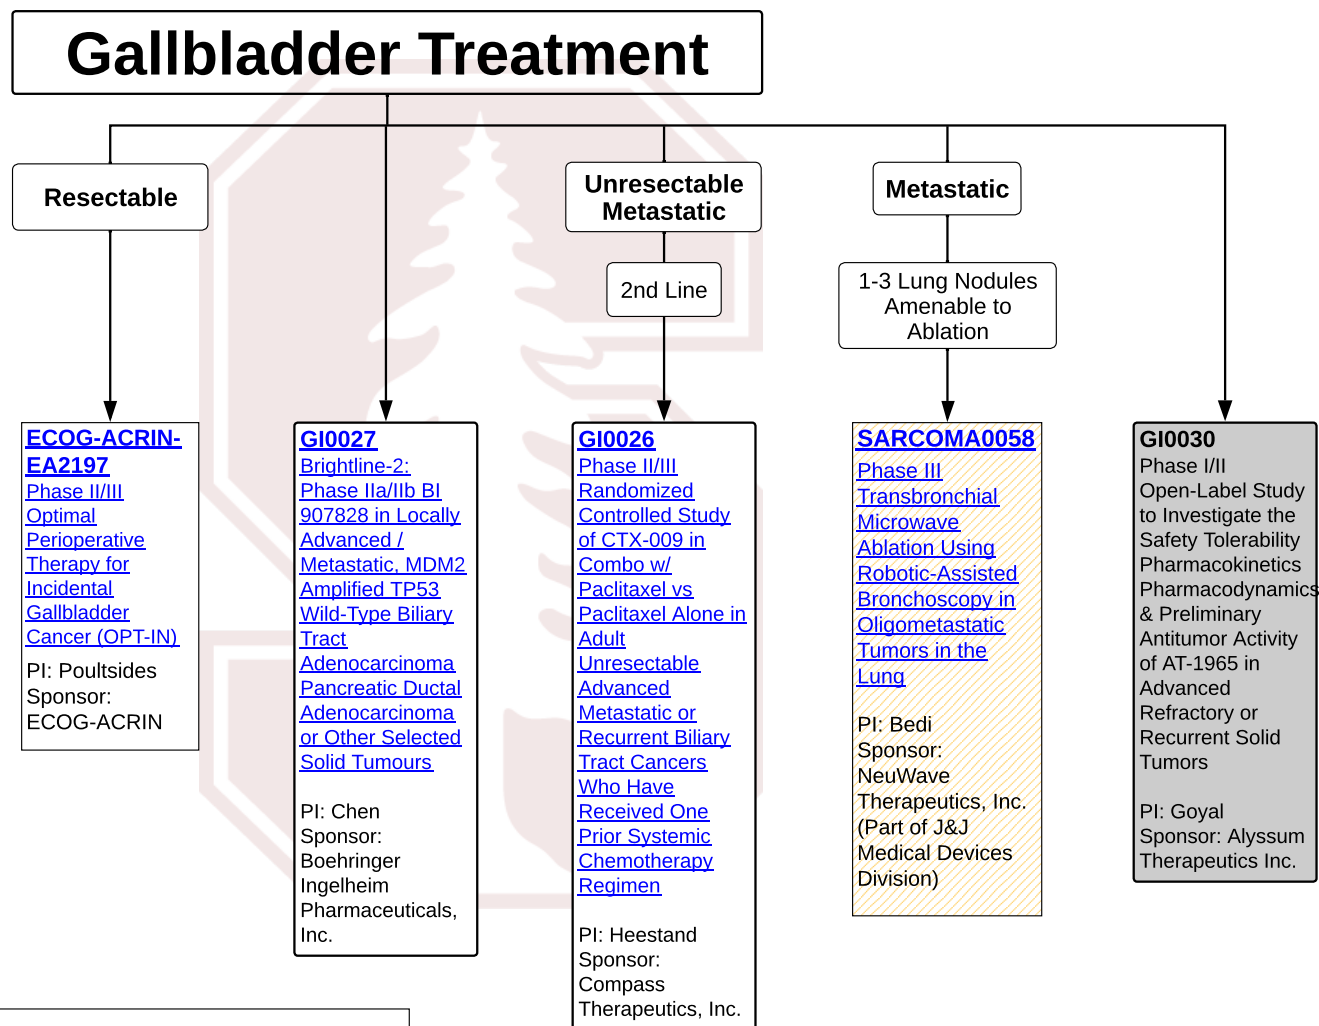 Gallbladder Treatment
Resectable
Unresectable
Metastatic
Metastatic
2nd Line
1-3 Lung Nodules
Amenable to
Ablation
ECOG-ACRIN-
EA2197
Phase II/III
Optimal
Perioperative
Therapy for
Incidental
Gallbladder
Cancer (OPT-IN)
PI: Poultsides
Sponsor:
ECOG-ACRIN
GI0027
Brightline-2:
Phase IIa/IIb BI
907828 in Locally
Advanced /
Metastatic, MDM2
Amplified TP53
Wild-Type Biliary
Tract
Adenocarcinoma
Pancreatic Ductal
Adenocarcinoma
or Other Selected
Solid Tumours
PI: Chen
Sponsor:
Boehringer
Ingelheim
Pharmaceuticals,
Inc.
GI0026
Phase II/III
Randomized
Controlled Study
of CTX-009 in
Combo w/
Paclitaxel vs
Paclitaxel Alone in
Adult
Unresectable
Advanced
Metastatic or
Recurrent Biliary
Tract Cancers
Who Have
Received One
Prior Systemic
Chemotherapy
Regimen
PI: Heestand
Sponsor:
Compass
Therapeutics, Inc.
SARCOMA0058
Phase III
Transbronchial
Microwave
Ablation Using
Robotic-Assisted
Bronchoscopy in
Oligometastatic
Tumors in the
Lung
PI: Bedi
Sponsor:
NeuWave
Therapeutics, Inc.
(Part of J&J
Medical Devices
Division)
GI0030
Phase I/II
Open-Label Study
to Investigate the
Safety Tolerability
Pharmacokinetics
Pharmacodynamics
& Preliminary
Antitumor Activity
of AT-1965 in
Advanced
Refractory or
Recurrent Solid
Tumors
PI: Goyal
Sponsor: Alyssum
Therapeutics Inc.